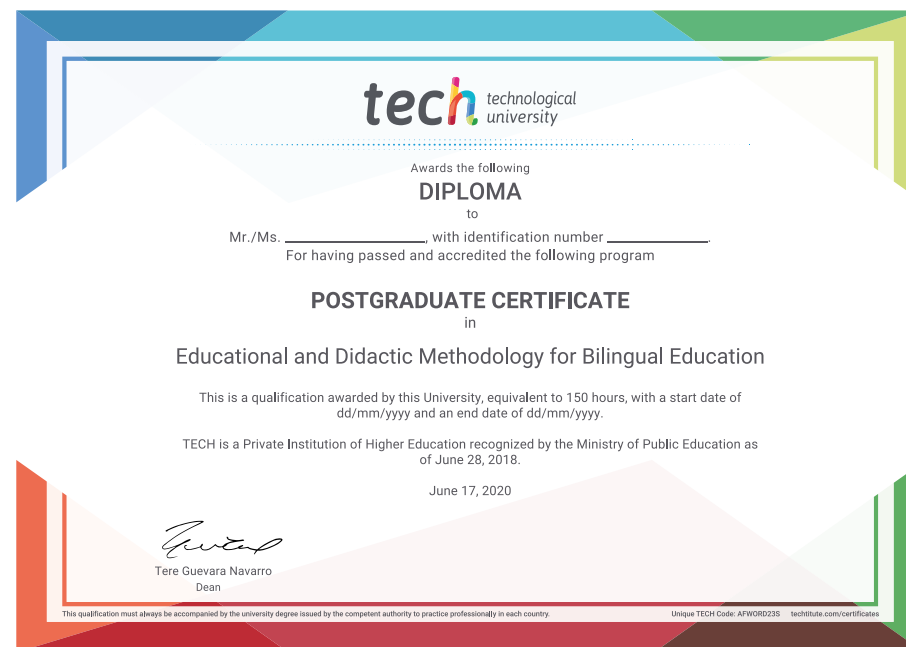 tech technological
university
Awards the following
DIPLOMA
to
Mr./Ms. ____________________, with identification number ______________.
For having passed and accredited the following program
POSTGRADUATE CERTIFICATE
in
Educational and Didactic Methodology for Bilingual Education
This is a qualification awarded by this University, equivalent to 150 hours, with a start date of
dd/mm/yyyy and an end date of dd/mm/yyyy.
TECH is a Private Institution of Higher Education recognized by the Ministry of Public Education as
of June 28, 2018.
June 17, 2020
Tere Guevara Navarro
Dean
This qualification must always be accompanied by the university degree issued by the competent authority to practice professionally in each country. Unique TECH Code: AFWORD23S techtitute.com/certificates